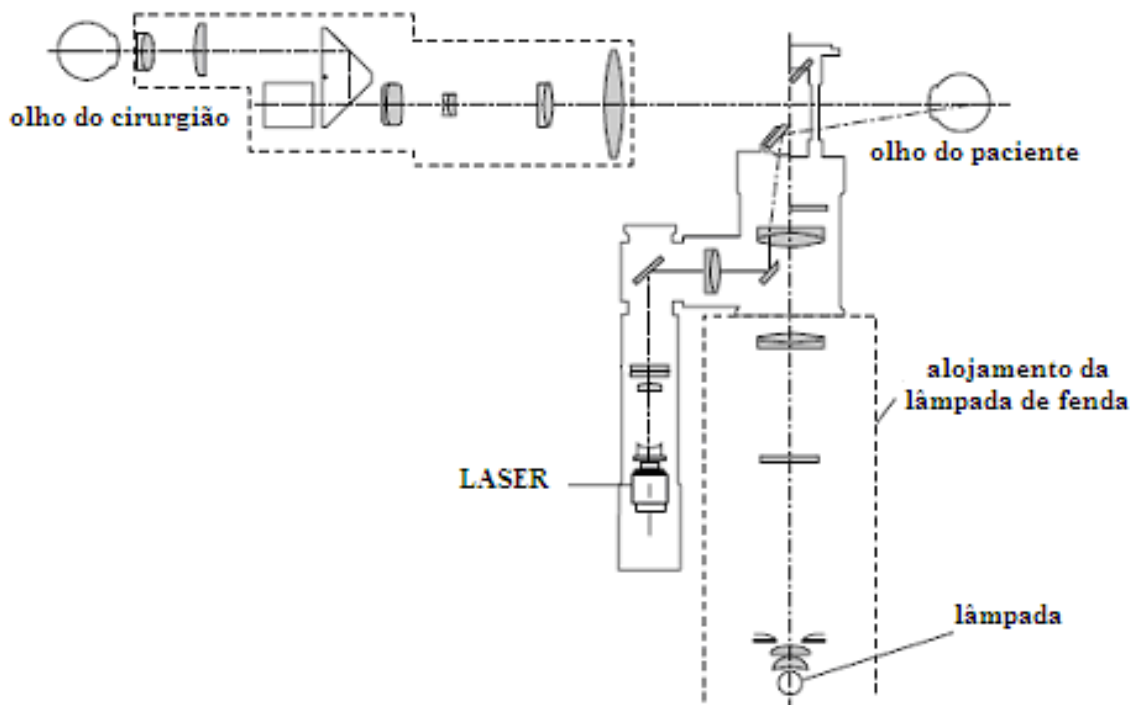 olho do cirurgião
olho do paciente
alojamento da
lâmpada de fenda
LASER
lâmpada